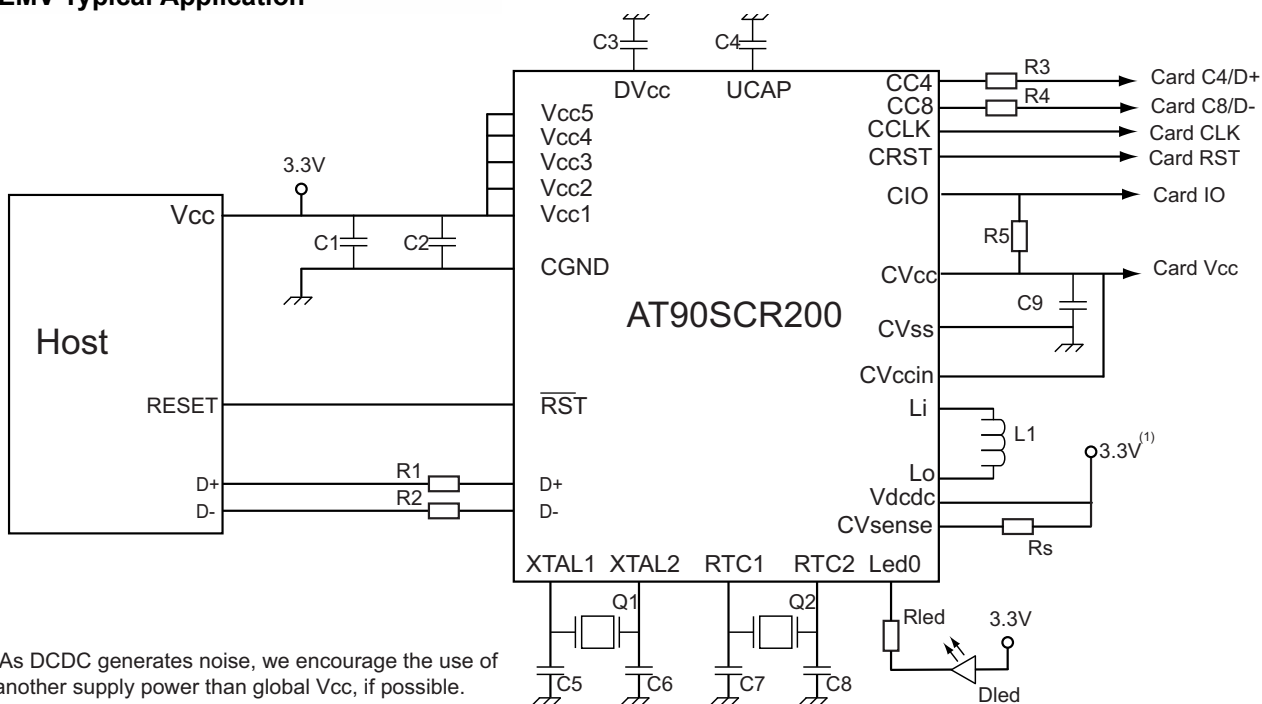 EMV Typical Application
C3
C4
DVcc
UCAP
CC4
R3
Card C4/D+
CC8
R4
Card C8/D-
CCLK
Card CLK
CRST
Card RST
Vcc5
Vcc4
Vcc3
Vcc2
Vcc1
3.3V
Vcc
C1
C2
CGND
CIO
Card IO
R5
CVcc
Card Vcc
C9
AT90SCR200
CVss
Host
CVccin
RESET
RST
Li
L1
Lo
3.3V(1)
Vdcdc
CVsense
Rs
D+
R1
D+
D-
R2
D-
XTAL1
XTAL2
RTC1
RTC2
Led0
Q1
Q2
Rled
3.3V
C5
C6
C7
C8
Dled
As DCDC generates noise, we encourage the use of
another supply power than global Vcc, if possible.